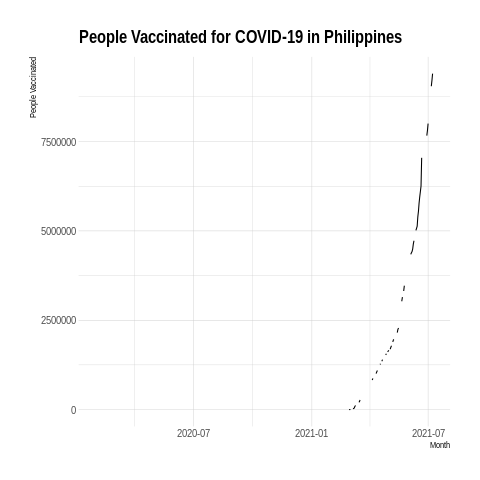 People Vaccinated for COVID-19 in Philippines
People Vaccinated
7500000
5000000
2500000
0
2020-07
2021-01
2021-07
Month